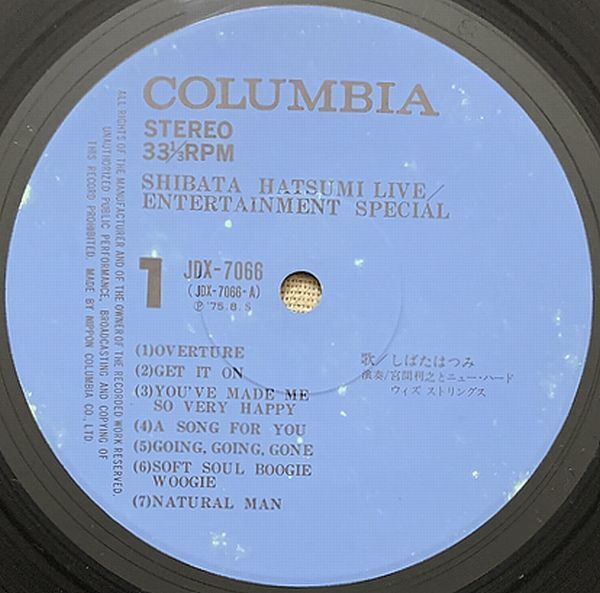 COLUMBIA
STEREO
33⅓RPM
SHIBATA HATSUMI LIVE/
ENTERTAINMENT SPECIAL
1
JDX-7066
(JDX-7066-A)
Ⓟ'75.8. S
(1)OVERTURE
(2)GET IT ON
(3)YOU'VE MADE ME
SO VERY HAPPY
(4)A SONG FOR YOU
(5)GOING, GOING, GONE
(6)SOFT SOUL BOOGIE
WOOGIE
(7)NATURAL MAN
歌/しばたはつみ
演奏/宮間利之とニュー・ハード
ウィズ ストリングス
ALL RIGHTS OF THE MANUFACTURER AND OF THE OWNER OF THE RECORDED WORK RESERVED.
UNAUTHORIZED PUBLIC PERFORMANCE, BROADCASTING AND COPYING OF
THIS RECORD PROHIBITED. MADE BY NIPPON COLUMBIA CO., LTD